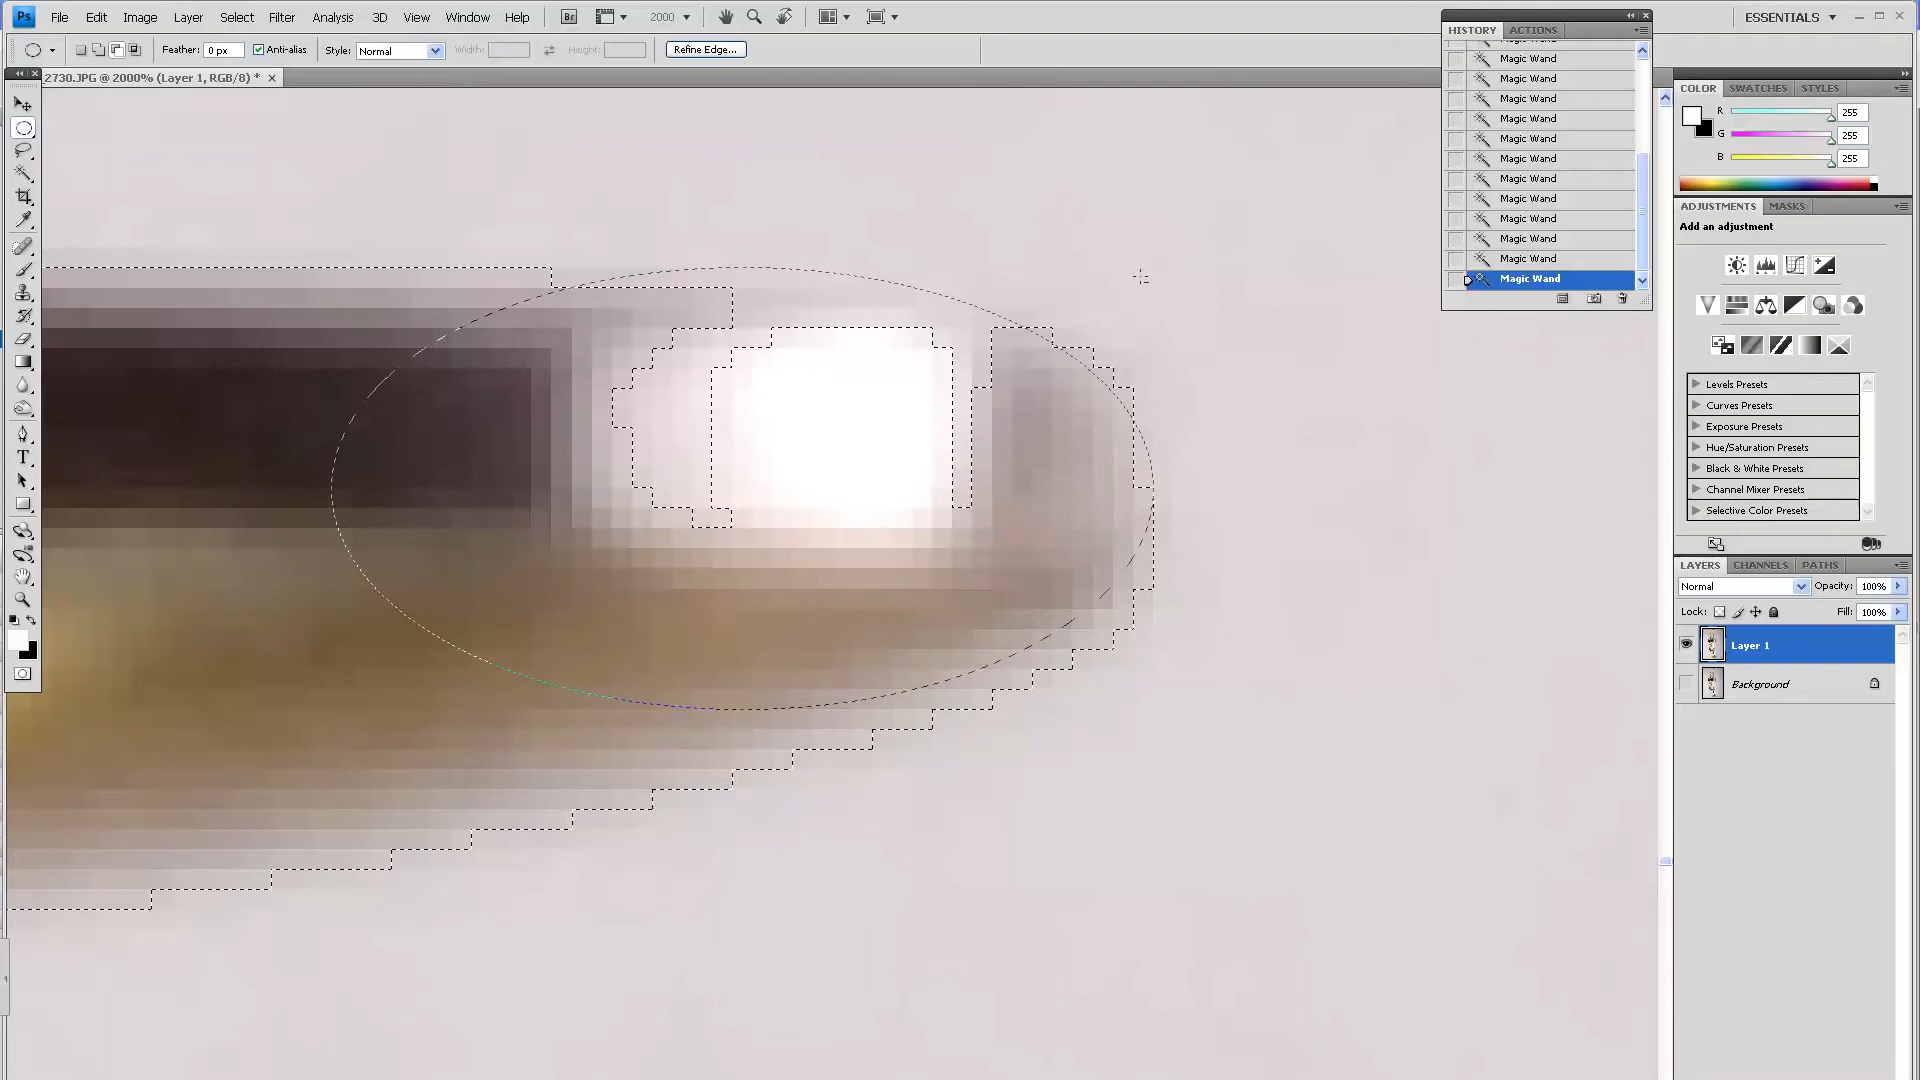 Ps File Edit Image Layer Select Filter Analysis 3D View Window Help Br 2000 ESSENTIALS
Feather: 0 px Anti-alias Style: Normal Width: Height: Refine Edge...
2730.JPG @ 2000% (Layer 1, RGB/8) *
HISTORY ACTIONS
Magic Wand
Magic Wand
Magic Wand
Magic Wand
Magic Wand
Magic Wand
Magic Wand
Magic Wand
Magic Wand
Magic Wand
Magic Wand
Magic Wand
Magic Wand
COLOR SWATCHES STYLES
R 255
G 255
B 255
ADJUSTMENTS MASKS
Add an adjustment
Levels Presets
Curves Presets
Exposure Presets
Hue/Saturation Presets
Black & White Presets
Channel Mixer Presets
Selective Color Presets
LAYERS CHANNELS PATHS
Normal Opacity: 100%
Lock: Fill: 100%
Layer 1
Background